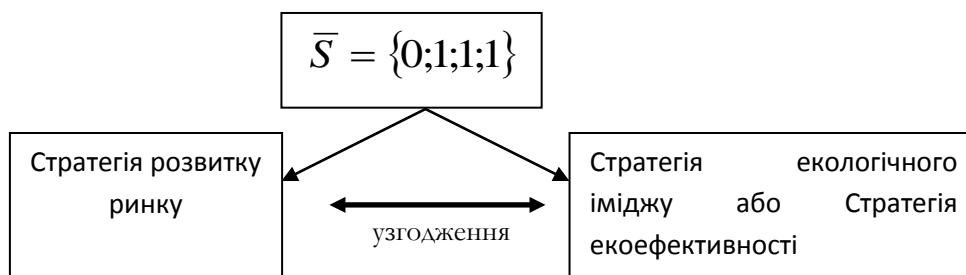 S̅ = {0;1;1;1}
Стратегія розвитку
ринку
Стратегія екологічного
іміджу або Стратегія
екоефективності
узгодження